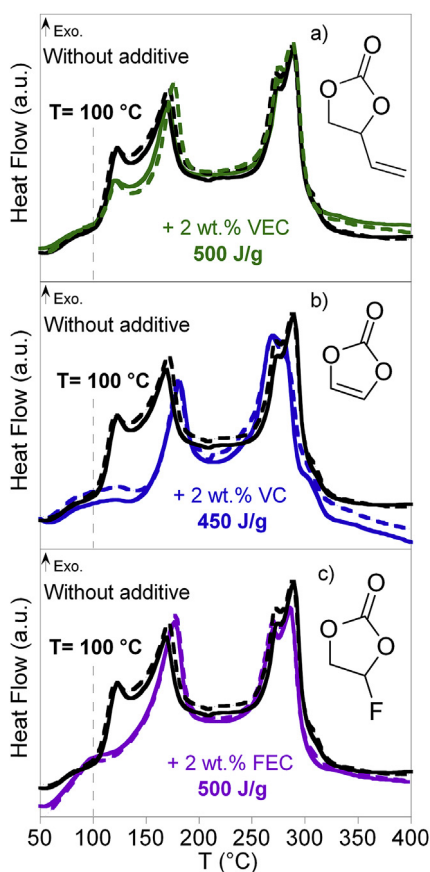 Exo.
a)
Without additive
T= 100 °C
O
O
O
+ 2 wt.% VEC
500 J/g
Heat Flow (a.u.)
Exo.
b)
Without additive
T= 100 °C
O
O
O
+ 2 wt.% VC
450 J/g
Heat Flow (a.u.)
Exo.
c)
Without additive
T= 100 °C
O
O
O
F
+ 2 wt.% FEC
500 J/g
Heat Flow (a.u.)
50 100 150 200 250 300 350 400
T (°C)